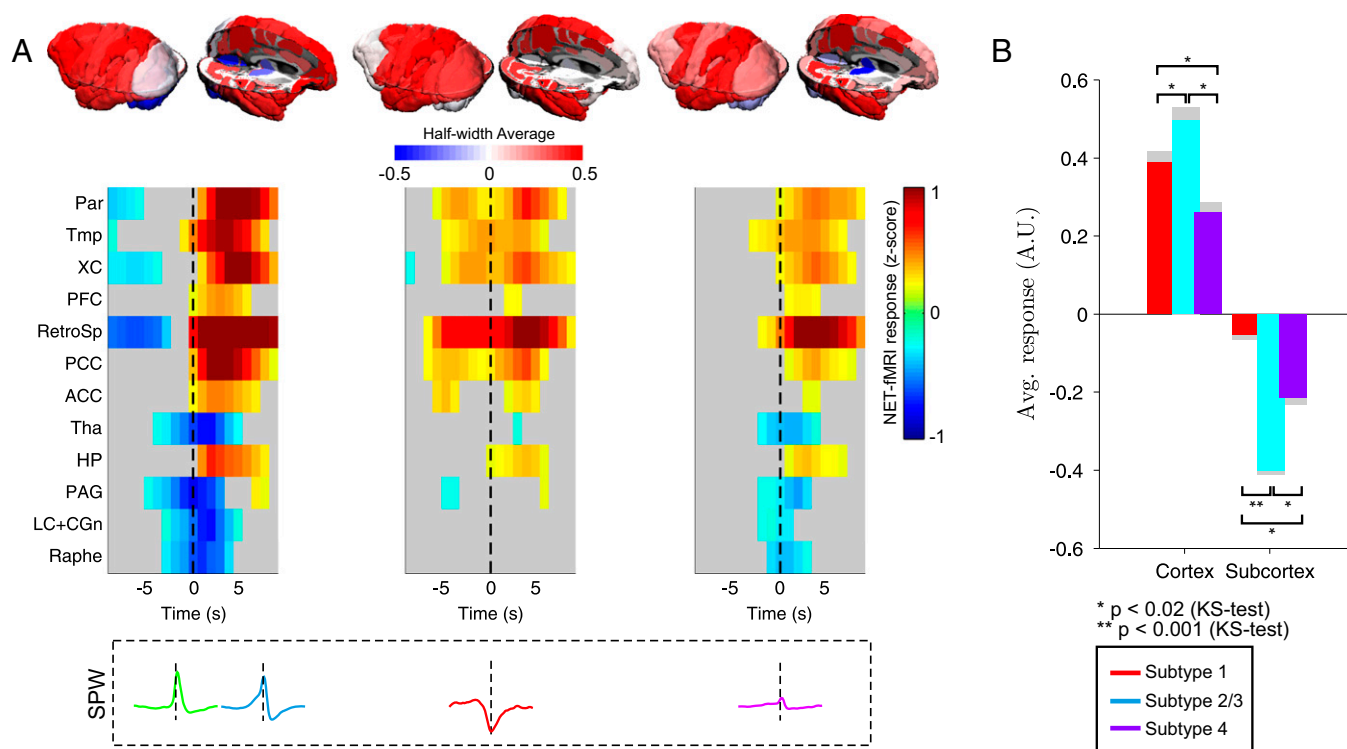 A
Half-width Average
-0.5
0
0.5
Par
Tmp
XC
PFC
RetroSp
PCC
ACC
Tha
HP
PAG
LC+CGn
Raphe
-5 0 5
Time (s)
-5 0 5
Time (s)
-5 0 5
Time (s)
1
0
-1
NET-fMRI response (z-score)
SPW
B
0.6
0.4
0.2
0
-0.2
-0.4
-0.6
Avg. response (A.U.)
*
* *
** *
*
Cortex Subcortex
* p < 0.02 (KS-test)
** p < 0.001 (KS-test)
Subtype 1
Subtype 2/3
Subtype 4